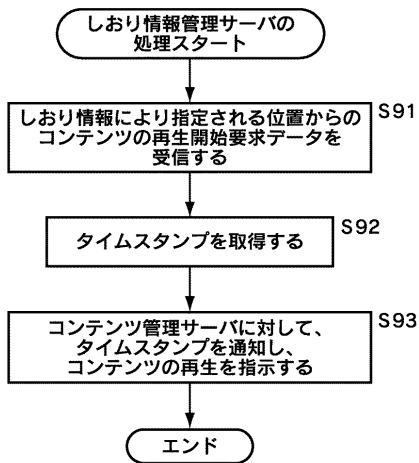 しおり情報管理サーバの
処理スタート
しおり情報により指定される位置からの
コンテンツの再生開始要求データを
受信する
S91
タイムスタンプを取得する
S92
コンテンツ管理サーバに対して、
タイムスタンプを通知し、
コンテンツの再生を指示する
S93
エンド